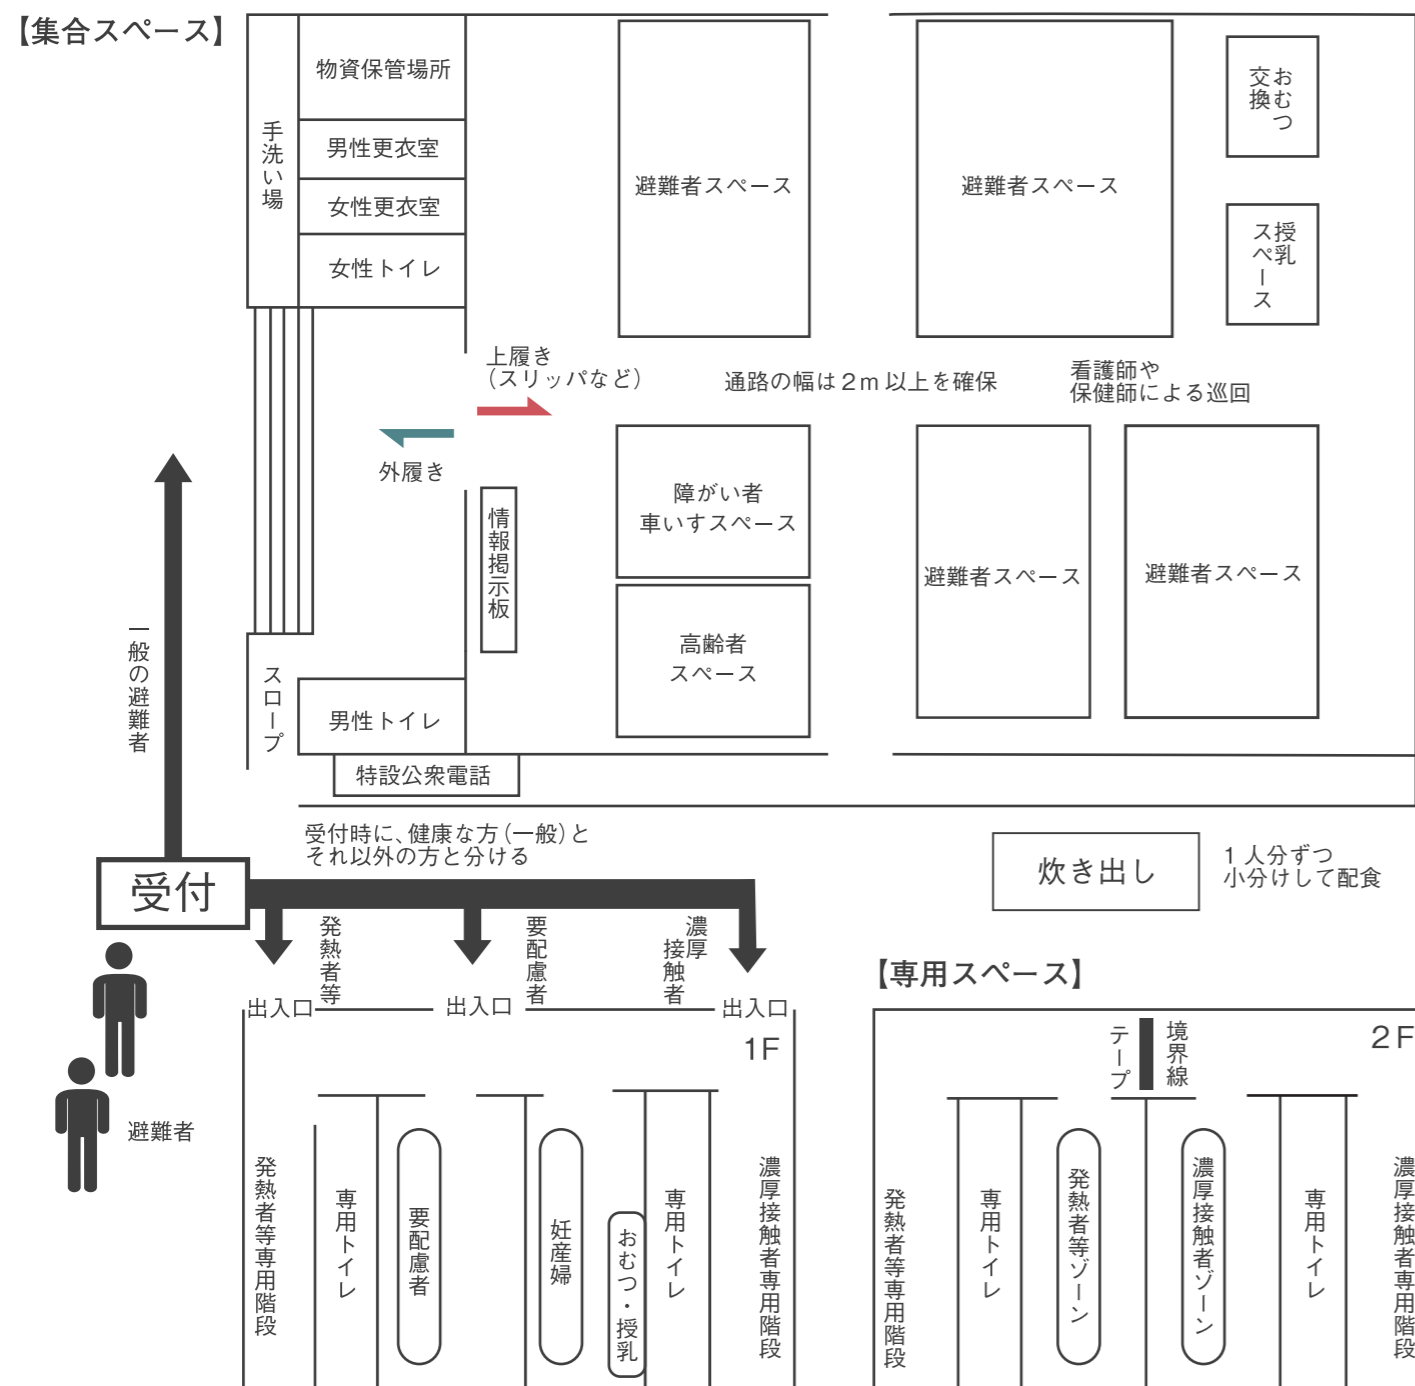 【集合スペース】
手洗い場
物資保管場所
男性更衣室
女性更衣室
女性トイレ
避難者スペース
避難者スペース
おむつ
交換
授乳
スペース
上履き
（スリッパなど）
通路の幅は２ｍ以上を確保
看護師や
保健師による巡回
外履き
情報掲示板
障がい者
車いすスペース
高齢者
スペース
避難者スペース
避難者スペース
一般の避難者
スロープ
男性トイレ
特設公衆電話
受付時に、健康な方（一般）と
それ以外の方と分ける
受付
炊き出し
１人分ずつ
小分けして配食
発熱者等
要配慮者
濃厚
接触者
出入口
出入口
出入口
避難者
1F
発熱者等専用階段
専用トイレ
要配慮者
妊産婦
おむつ・授乳
専用トイレ
濃厚接触者専用階段
【専用スペース】
2F
境界線
テープ
発熱者等専用階段
専用トイレ
発熱者等ゾーン
濃厚接触者ゾーン
専用トイレ
濃厚接触者専用階段